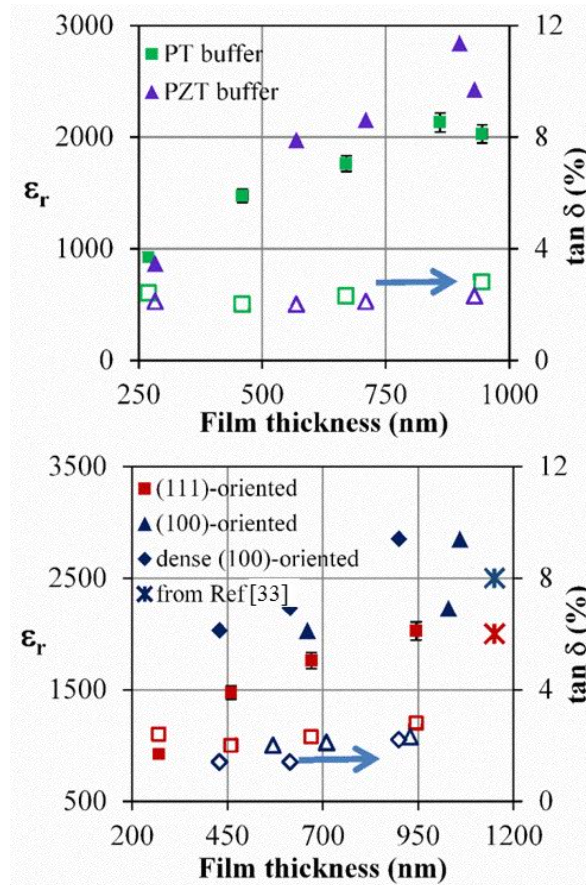 3000
12
PT buffer
PZT buffer
2000
8
εr
tan δ (%)
1000
4
0
0
250
500
750
1000
Film thickness (nm)
3500
12
(111)-oriented
(100)-oriented
dense (100)-oriented
2500
from Ref [33]
8
εr
tan δ (%)
1500
4
500
0
200
450
700
950
1200
Film thickness (nm)